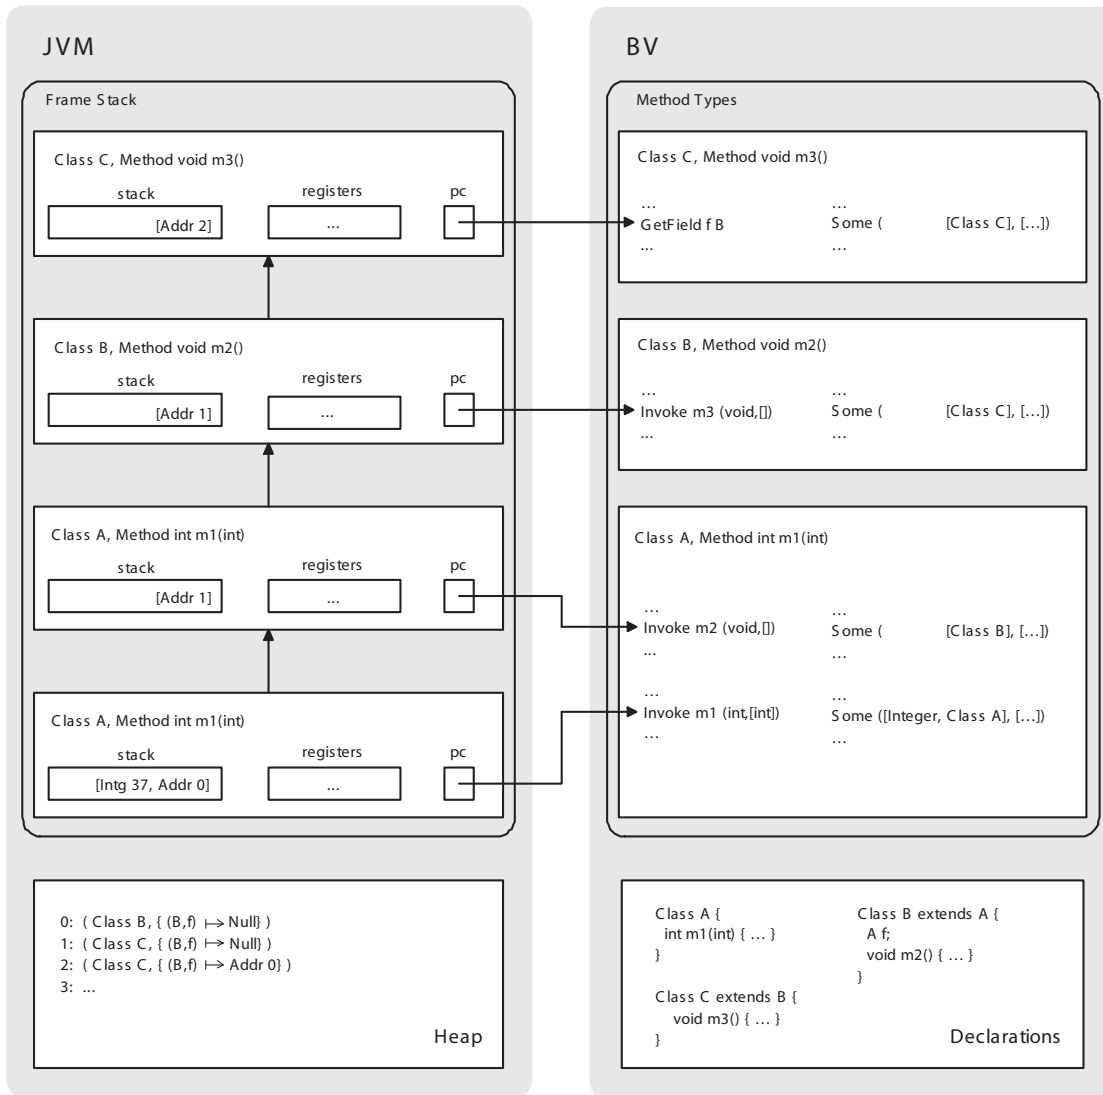 JVM
Frame Stack
Class C, Method void m3()
stack registers pc
[Addr 2] ...
Class B, Method void m2()
stack registers pc
[Addr 1] ...
Class A, Method int m1(int)
stack registers pc
[Addr 1] ...
Class A, Method int m1(int)
stack registers pc
[Intg 37, Addr 0] ...
0: ( Class B, { (B,f) ↦ Null} )
1: ( Class C, { (B,f) ↦ Null} )
2: ( Class C, { (B,f) ↦ Addr 0} )
3: ...
Heap
BV
Method Types
Class C, Method void m3()
... ...
GetField f B Some ( [Class C], [...])
... ...
Class B, Method void m2()
... ...
Invoke m3 (void,[]) Some ( [Class C], [...])
... ...
Class A, Method int m1(int)
... ...
Invoke m2 (void,[]) Some ( [Class B], [...])
... ...
... ...
Invoke m1 (int,[int]) Some ([Integer, Class A], [...])
... ...
Class A {
int m1(int) { ... }
}
Class C extends B {
void m3() { ... }
}
Class B extends A {
A f;
void m2() { ... }
}
Declarations